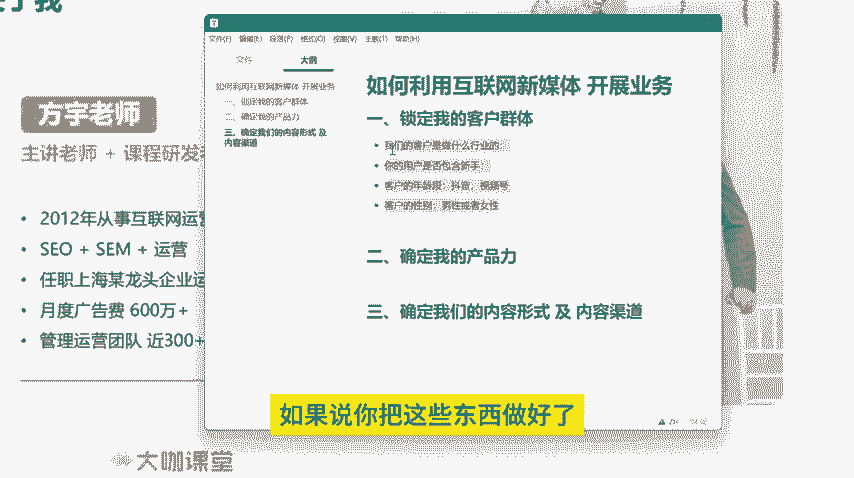 方宇老师
主讲老师 + 课程研发
2012年从事互联网运营
SEO + SEM + 运营
任职上海某龙头企业运
月度广告费 600万+
管理运营团队 近300+
大咖课堂
文件(F) 编辑(E) 段落(P) 格式(O) 视图(V) 主题(T) 帮助(H)
文件 大纲
如何利用互联网新媒体 开展业务
一、锁定我的客户群体
二、确定我的产品力
三、确定我们的内容形式 及
内容渠道
如何利用互联网新媒体 开展业务
一、锁定我的客户群体
我们的客户是做什么行业的
你的用户是否包含新手
客户的年龄段：抖音、视频号
客户的性别：男性或者女性
二、确定我的产品力
三、确定我们的内容形式 及 内容渠道
如果说你把这些东西做好了